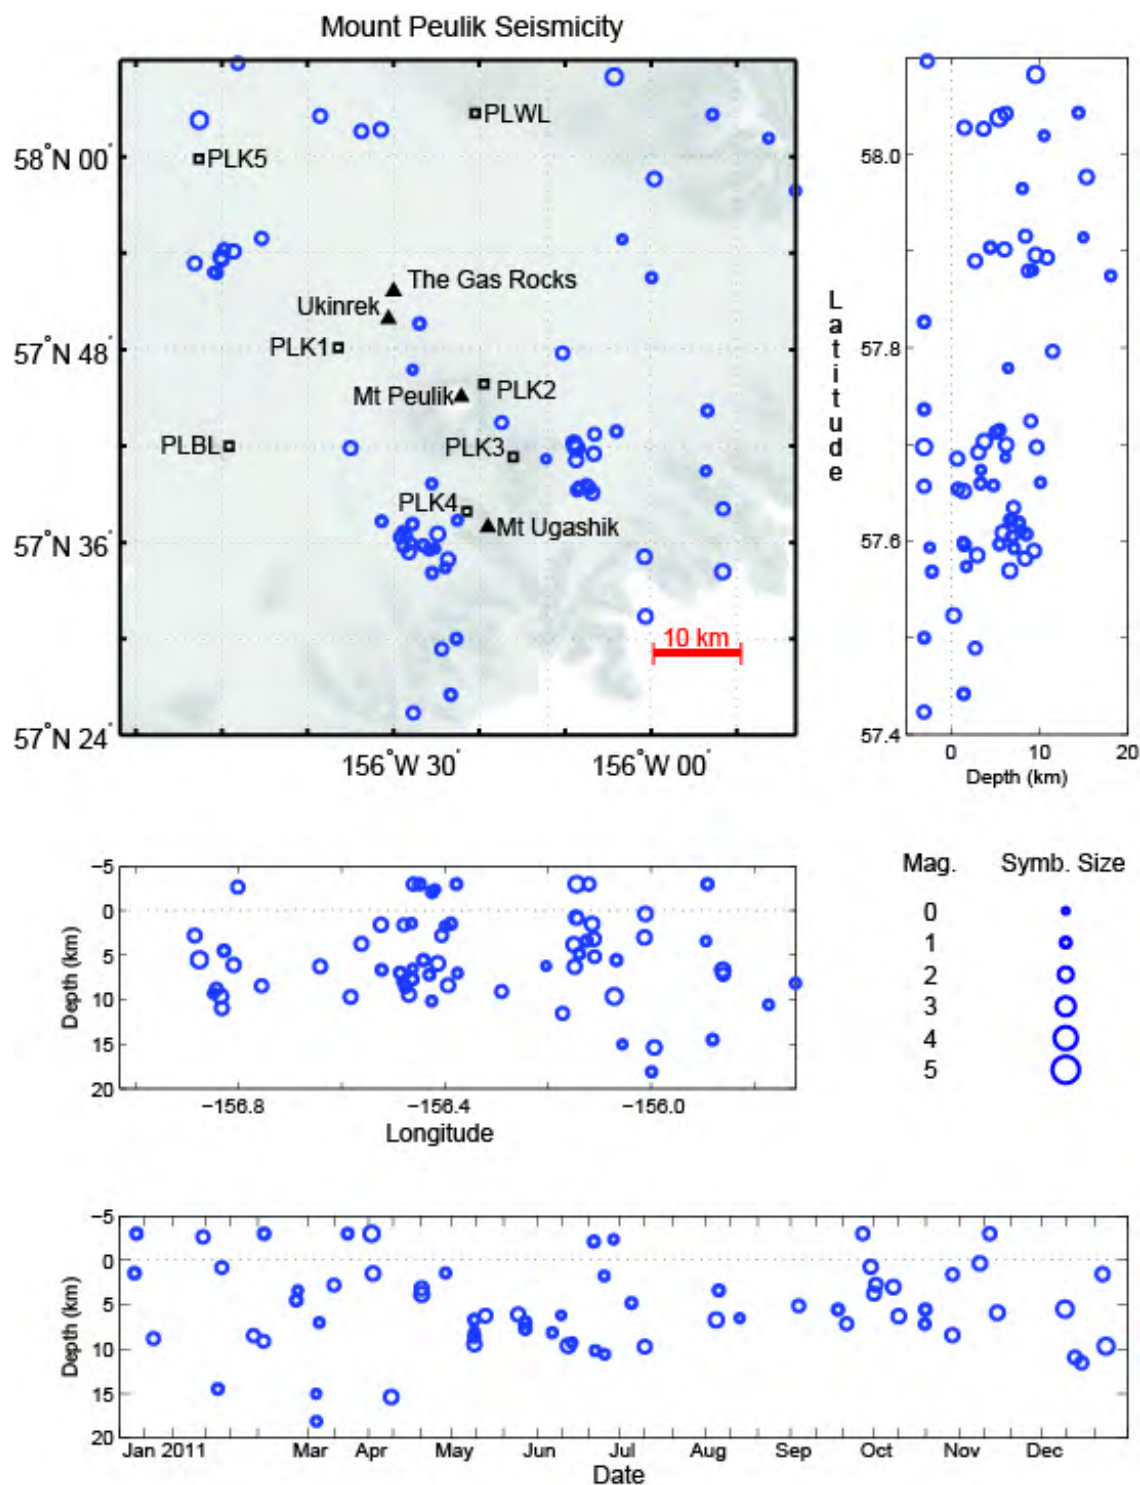 Mount Peulik Seismicity
PLWL
58°N 00'
PLK5
The Gas Rocks
Ukinrek
57°N 48'
PLK1
Mt Peulik
PLK2
PLBL
PLK3
PLK4
57°N 36'
Mt Ugashik
10 km
57°N 24'
156°W 30'
156°W 00'
Latitude
58.0
57.8
57.6
57.4
0
10
20
Depth (km)
−5
0
5
10
15
20
Depth (km)
−156.8
−156.4
−156.0
Longitude
Mag. Symb. Size
0
1
2
3
4
5
−5
0
5
10
15
20
Depth (km)
Jan 2011 Mar Apr May Jun Jul Aug Sep Oct Nov Dec
Date